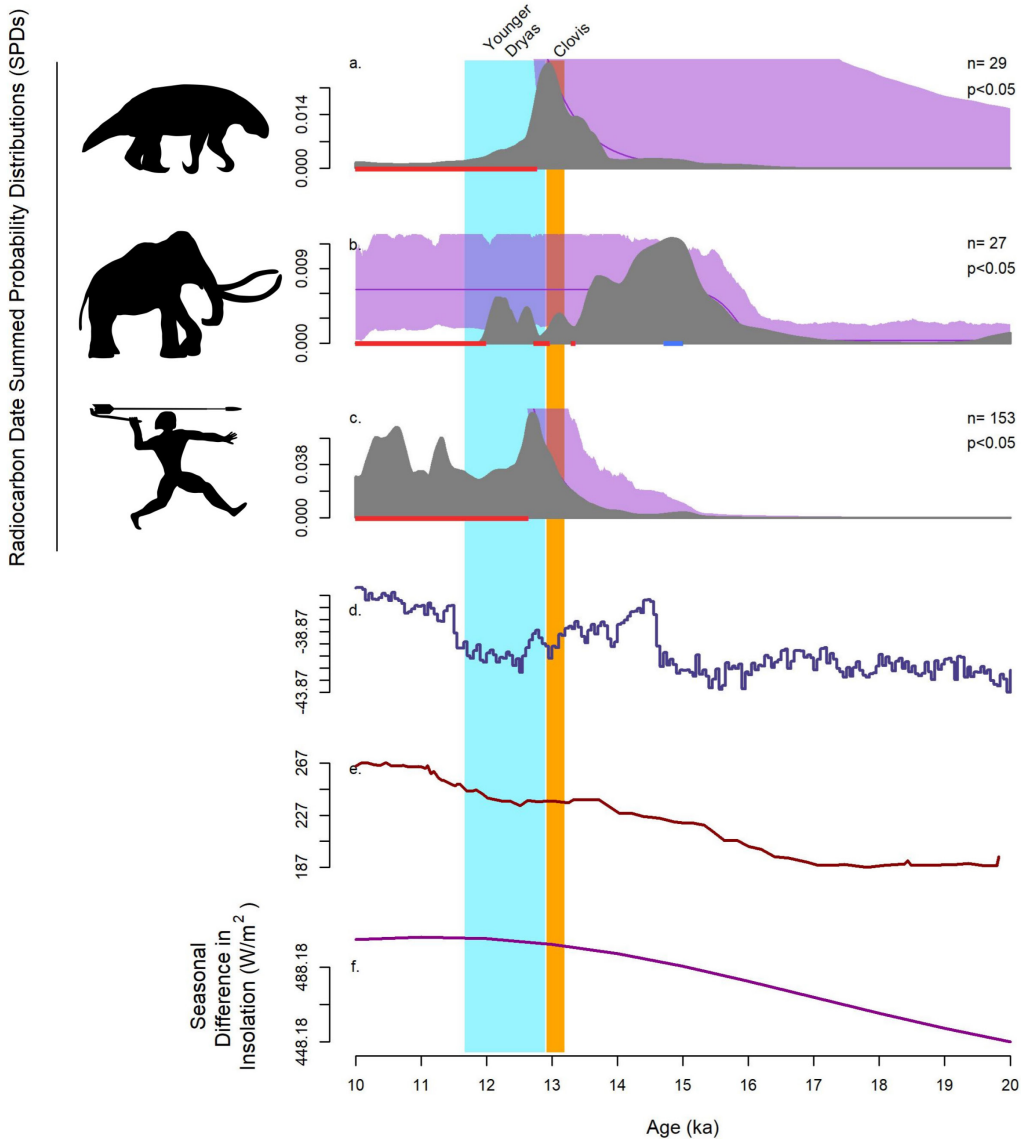 Radiocarbon Date Summed Probability Distributions (SPDs)
Younger
Dryas
Clovis
a.
n= 29
p<0.05
0.014
0.000
b.
n= 27
p<0.05
0.009
0.000
c.
n= 153
p<0.05
0.038
0.000
d.
-38.87
-43.87
e.
267
227
187
Seasonal
Difference in
Insolation (W/m²)
f.
488.18
448.18
10 11 12 13 14 15 16 17 18 19 20
Age (ka)